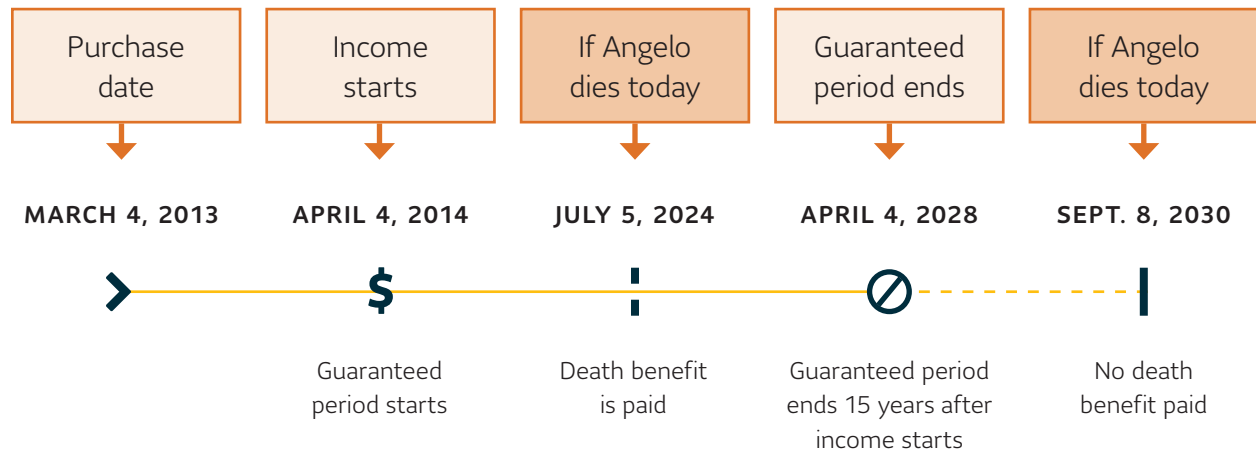 Purchase
date
Income
starts
If Angelo
dies today
Guaranteed
period ends
If Angelo
dies today
MARCH 4, 2013
APRIL 4, 2014
JULY 5, 2024
APRIL 4, 2028
SEPT. 8, 2030
$
Guaranteed
period starts
Death benefit
is paid
Guaranteed period
ends 15 years after
income starts
No death
benefit paid